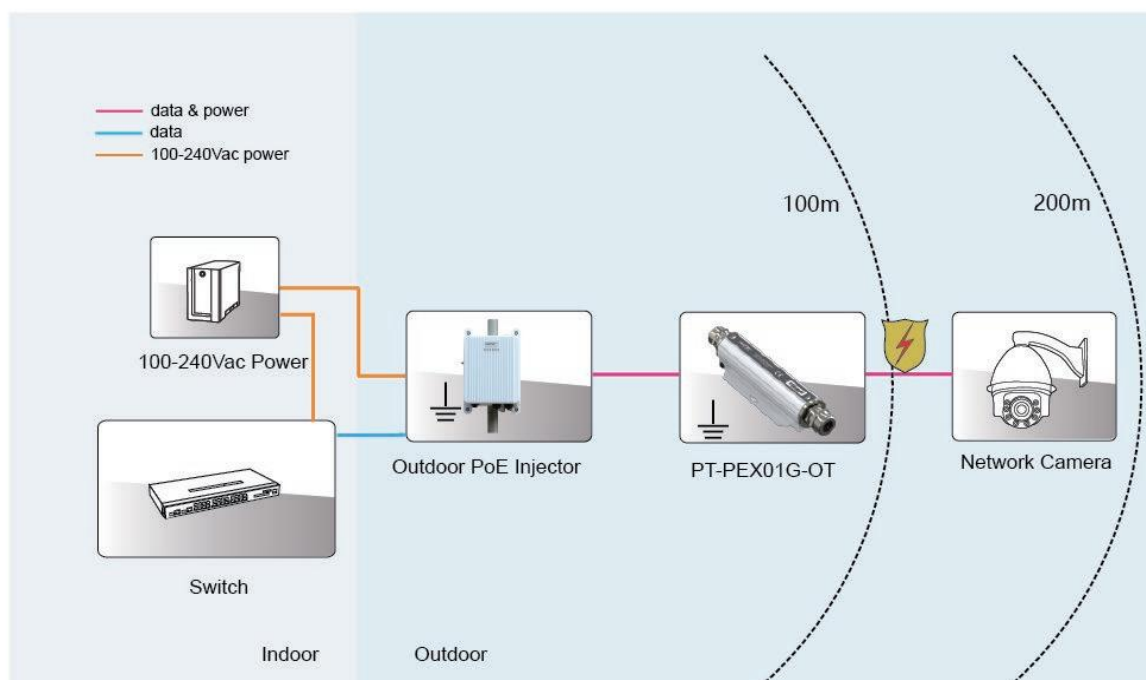 data & power
data
100-240Vac power
100m
200m
100-240Vac Power
Outdoor PoE Injector
PT-PEX01G-OT
Network Camera
Switch
Indoor
Outdoor